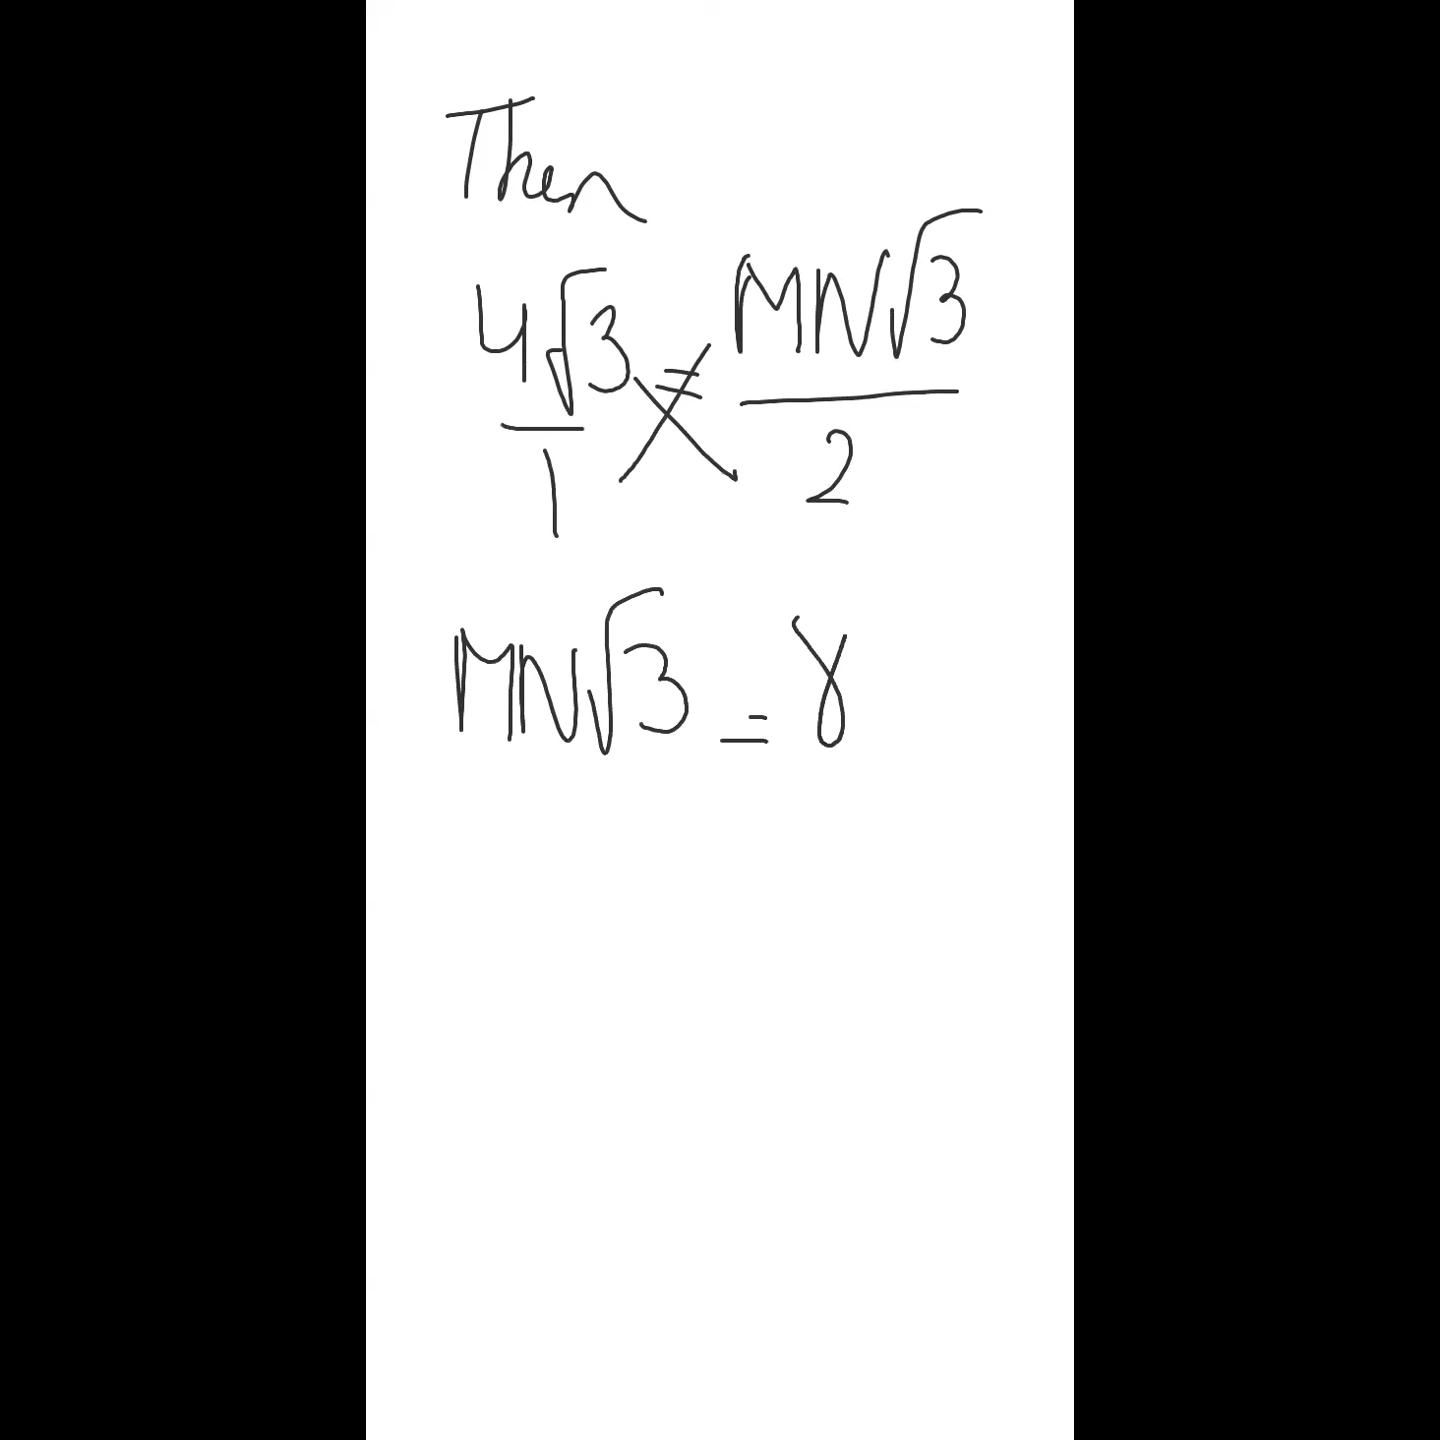 Then
4√3/1 = MN√3/2
MN√3 = 8